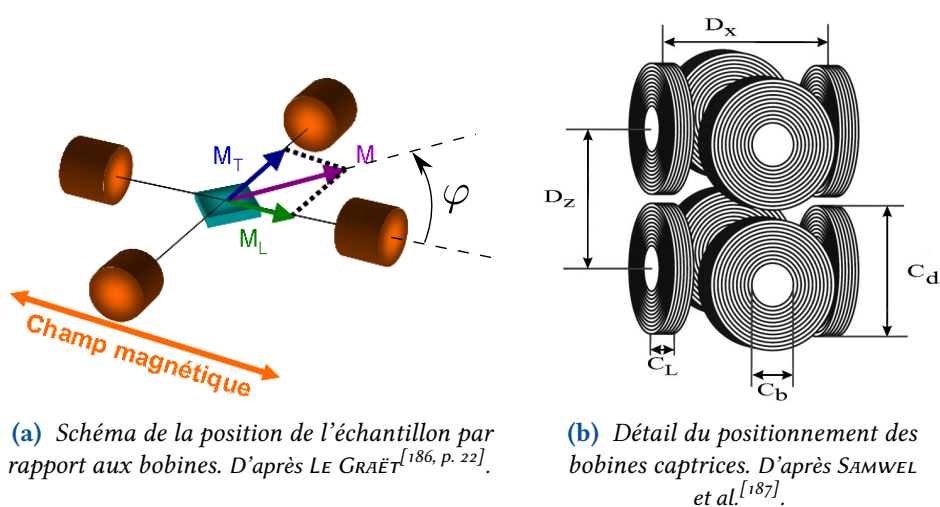 M_T
M
φ
M_L
Champ magnétique
(a) Schéma de la position de l'échantillon par
rapport aux bobines. D'après LE GRAËT[186, p. 22].
D_x
D_z
C_d
C_L
C_b
(b) Détail du positionnement des
bobines captrices. D'après SAMWEL
et al.[187].